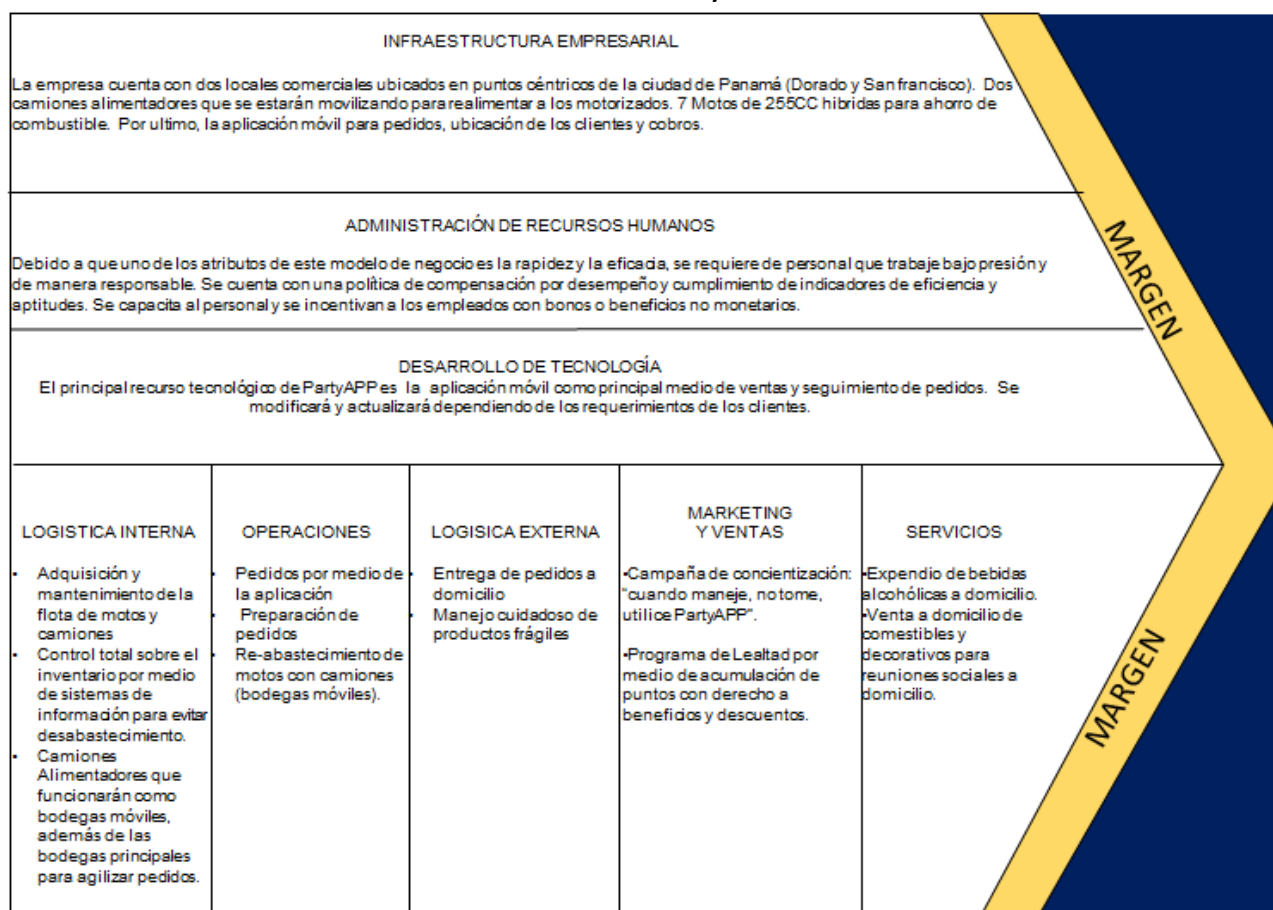 INFRAESTRUCTURA EMPRESARIAL
La empresa cuenta con dos locales comerciales ubicados en puntos céntricos de la ciudad de Panamá (Dorado y San francisco). Dos
camiones alimentadores que se estarán movilizando para realimentar a los motorizados. 7 Motos de 255CC hibridas para ahorro de
combustible. Por ultimo, la aplicación móvil para pedidos, ubicación de los clientes y cobros.
ADMINISTRACIÓN DE RECURSOS HUMANOS
Debido a que uno de los atributos de este modelo de negocio es la rapidez y la eficacia, se requiere de personal que trabaje bajo presión y
de manera responsable. Se cuenta con una política de compensación por desempeño y cumplimiento de indicadores de eficiencia y
aptitudes. Se capacita al personal y se incentivan a los empleados con bonos o beneficios no monetarios.
DESARROLLO DE TECNOLOGÍA
El principal recurso tecnológico de PartyAPP es la aplicación móvil como principal medio de ventas y seguimiento de pedidos. Se
modificará y actualizará dependiendo de los requerimientos de los clientes.
MARGEN
LOGISTICA INTERNA
• Adquisición y
mantenimiento de la
flota de motos y
camiones
• Control total sobre el
inventario por medio
de sistemas de
información para evitar
desabastecimiento.
• Camiones
Alimentadores que
funcionarán como
bodegas móviles,
además de las
bodegas principales
para agilizar pedidos.
OPERACIONES
• Pedidos por medio de
la aplicación
• Preparación de
pedidos
• Re-abastecimiento de
motos con camiones
(bodegas móviles).
LOGISICA EXTERNA
• Entrega de pedidos a
domicilio
• Manejo cuidadoso de
productos frágiles
MARKETING
Y VENTAS
•Campaña de concientización:
"cuando maneje, no tome,
utilice PartyAPP".
•Programa de Lealtad por
medio de acumulación de
puntos con derecho a
beneficios y descuentos.
SERVICIOS
•Expendio de bebidas
alcohólicas a domicilio.
•Venta a domicilio de
comestibles y
decorativos para
reuniones sociales a
domicilio.
MARGEN